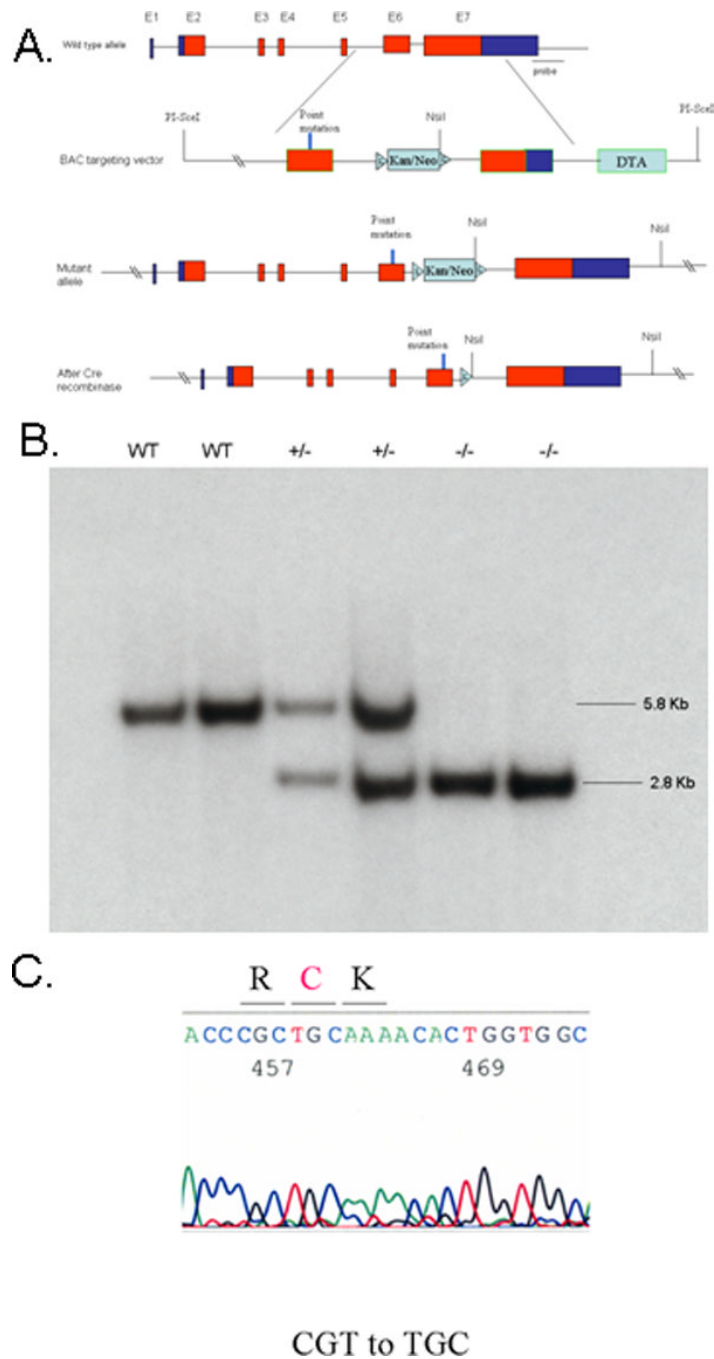 A.
E1 E2 E3 E4 E5 E6 E7
Wild type allele
probe
PI-SceI
Point mutation
NsiI
PI-SceI
BAC targeting vector
Kan/Neo
DTA
Point mutation
NsiI
NsiI
Mutant allele
Kan/Neo
Point mutation
NsiI
NsiI
After Cre recombinase
B.
WT WT +/- +/- -/- -/-
5.8 Kb
2.8 Kb
C.
R C K
ACCCGCTGCAAAACACTGGTGGC
457 469
CGT to TGC